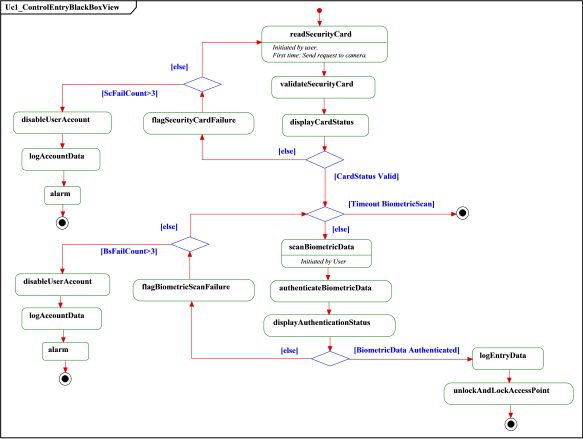 Uc1_ControlEntryBlackBoxView
readSecurityCard
Initiated by user.
First time: Send request to camera.
[else]
validateSecurityCard
[ScFailCount>3]
disableUserAccount
flagSecurityCardFailure
displayCardStatus
logAccountData
[else]
[CardStatus Valid]
alarm
[Timeout BiometricScan]
[else]
[else]
scanBiometricData
Initiated by User
[BsFailCount>3]
disableUserAccount
flagBiometricScanFailure
authenticateBiometricData
logAccountData
displayAuthenticationStatus
alarm
[else]
[BiometricData Authenticated]
logEntryData
unlockAndLockAccessPoint